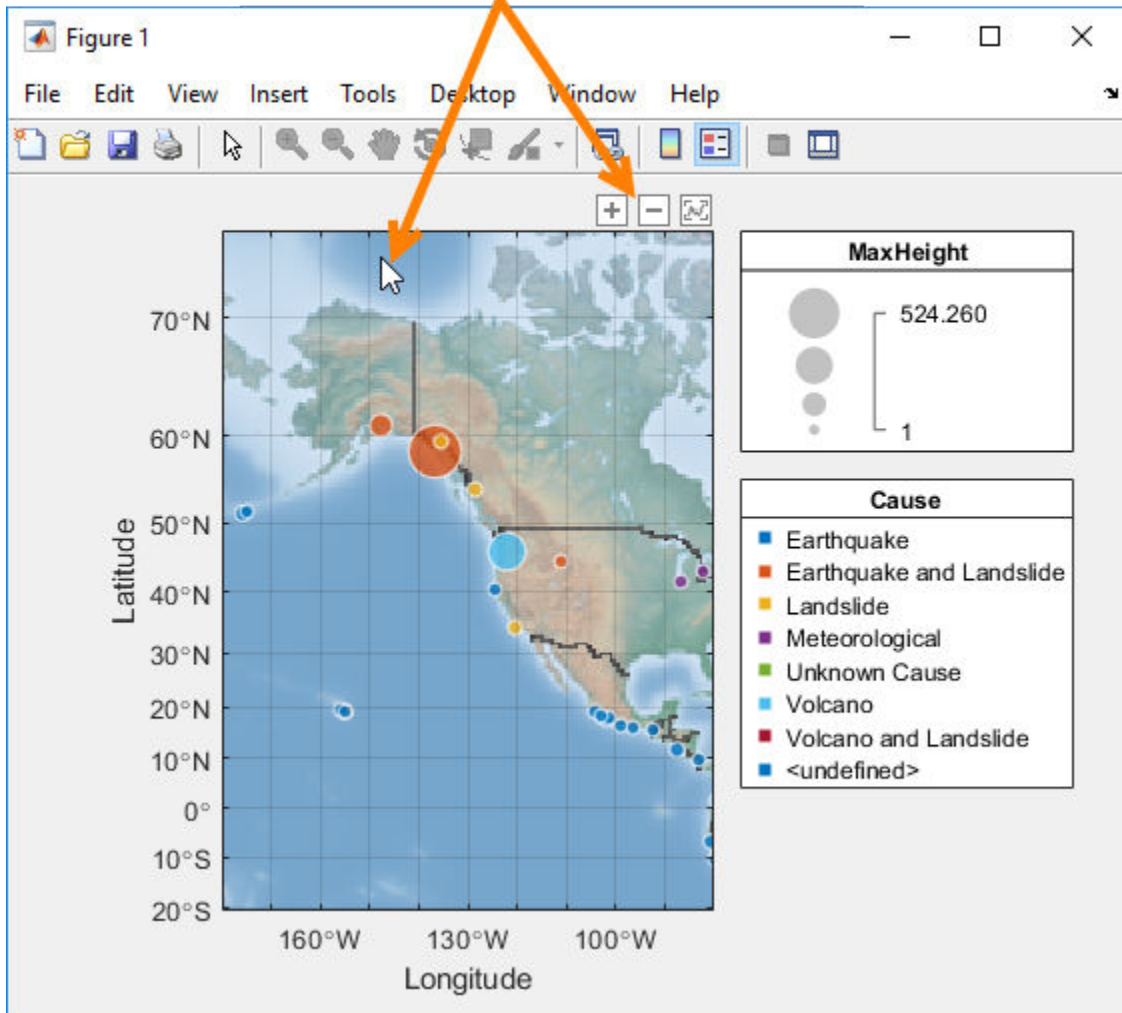 Figure 1
File Edit View Insert Tools Desktop Window Help
MaxHeight
524.260
1
Cause
Earthquake
Earthquake and Landslide
Landslide
Meteorological
Unknown Cause
Volcano
Volcano and Landslide
<undefined>
Latitude
70°N
60°N
50°N
40°N
30°N
20°N
10°N
0°
10°S
20°S
160°W 130°W 100°W
Longitude